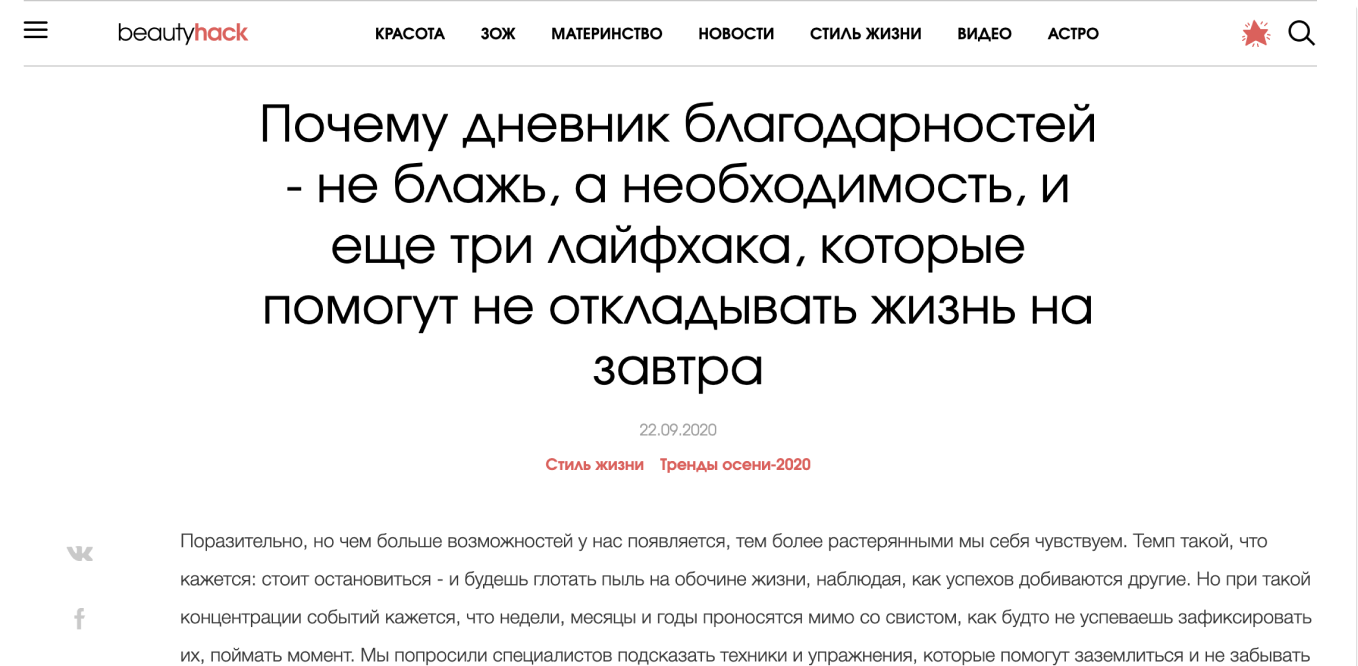 beautyhack КРАСОТА ЗОЖ МАТЕРИНСТВО НОВОСТИ СТИЛЬ ЖИЗНИ ВИДЕО АСТРО
Почему дневник благодарностей
- не блажь, а необходимость, и
еще три лайфхака, которые
помогут не откладывать жизнь на
завтра
22.09.2020
Стиль жизни Тренды осени-2020
Поразительно, но чем больше возможностей у нас появляется, тем более растерянными мы себя чувствуем. Темп такой, что
кажется: стоит остановиться - и будешь глотать пыль на обочине жизни, наблюдая, как успехов добиваются другие. Но при такой
концентрации событий кажется, что недели, месяцы и годы проносятся мимо со свистом, как будто не успеваешь зафиксировать
их, поймать момент. Мы попросили специалистов подсказать техники и упражнения, которые помогут заземлиться и не забывать